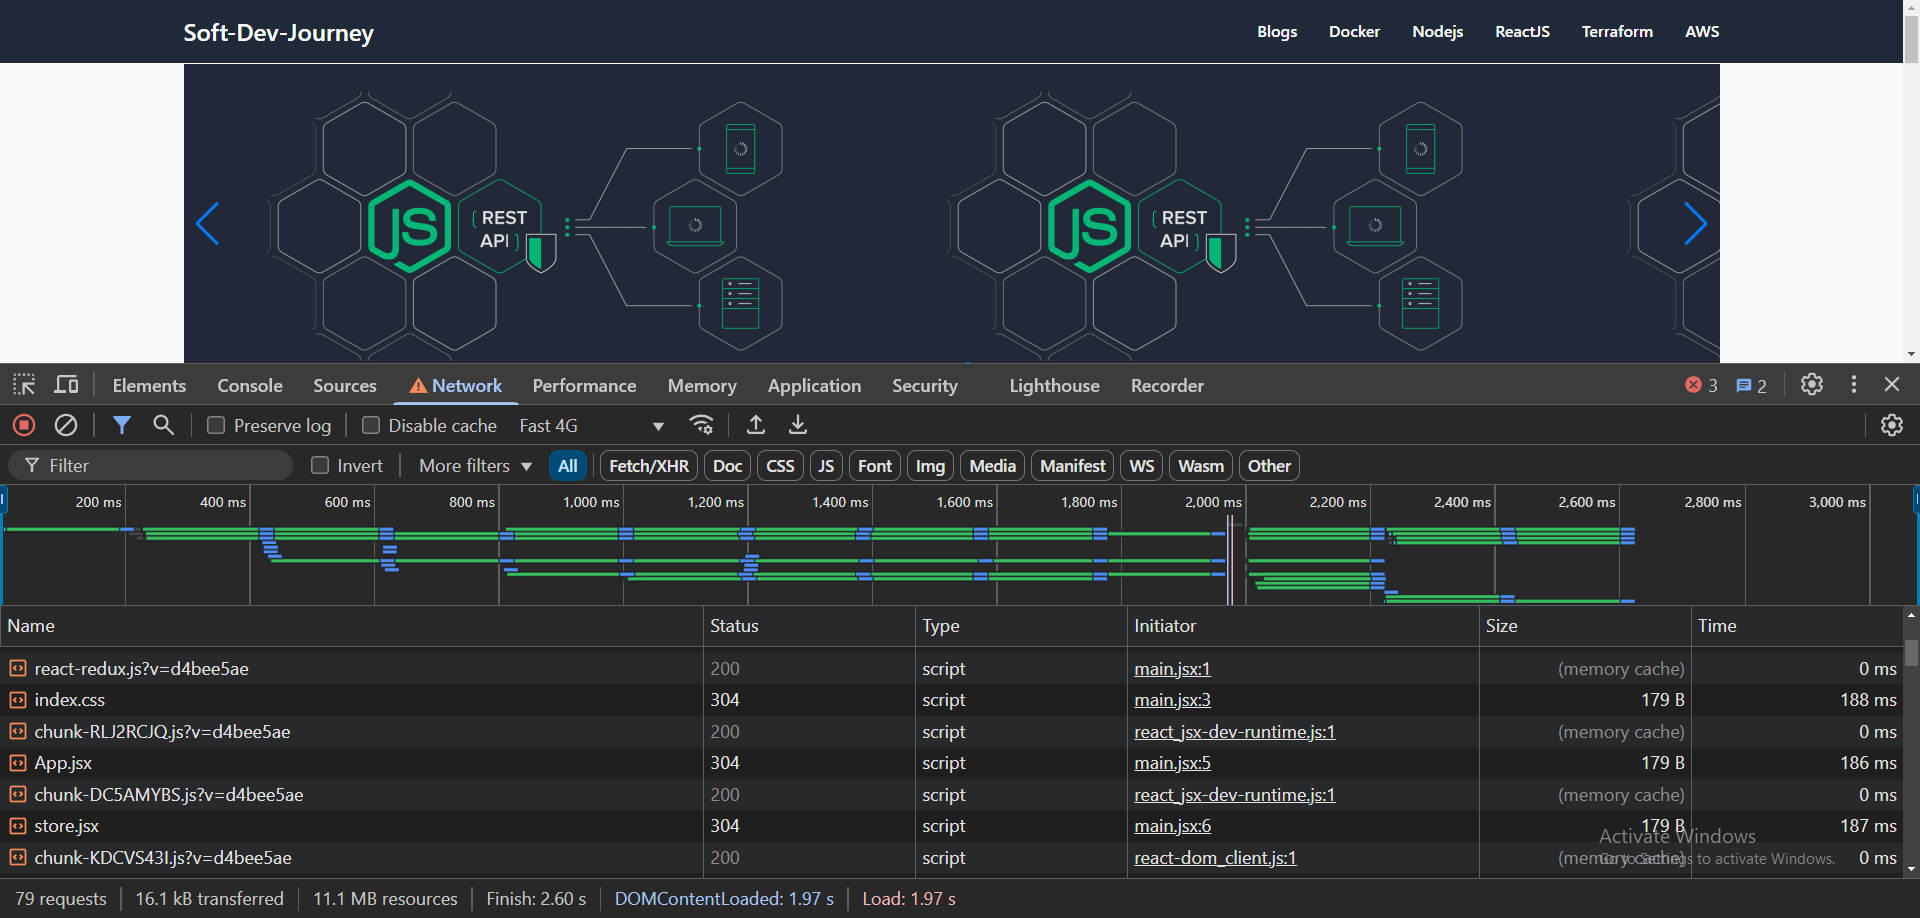 Soft-Dev-Journey
Blogs Docker Nodejs ReactJS Terraform AWS
JS { REST API } JS { REST API }
Elements Console Sources Network Performance Memory Application Security Lighthouse Recorder 3 2
Preserve log Disable cache Fast 4G
Filter Invert More filters All Fetch/XHR Doc CSS JS Font Img Media Manifest WS Wasm Other
200 ms 400 ms 600 ms 800 ms 1,000 ms 1,200 ms 1,400 ms 1,600 ms 1,800 ms 2,000 ms 2,200 ms 2,400 ms 2,600 ms 2,800 ms 3,000 ms
Name Status Type Initiator Size Time
react-redux.js?v=d4bee5ae 200 script main.jsx:1 (memory cache) 0 ms
index.css 304 script main.jsx:3 179 B 188 ms
chunk-RLJ2RCJQ.js?v=d4bee5ae 200 script react_jsx-dev-runtime.js:1 (memory cache) 0 ms
App.jsx 304 script main.jsx:5 179 B 186 ms
chunk-DC5AMYBS.js?v=d4bee5ae 200 script react_jsx-dev-runtime.js:1 (memory cache) 0 ms
store.jsx 304 script main.jsx:6 179 B 187 ms
Activate Windows
chunk-KDCVS43I.js?v=d4bee5ae 200 script react-dom_client.js:1 (memory cache) 0 ms
Go to Settings to activate Windows.
79 requests 16.1 kB transferred 11.1 MB resources Finish: 2.60 s DOMContentLoaded: 1.97 s Load: 1.97 s